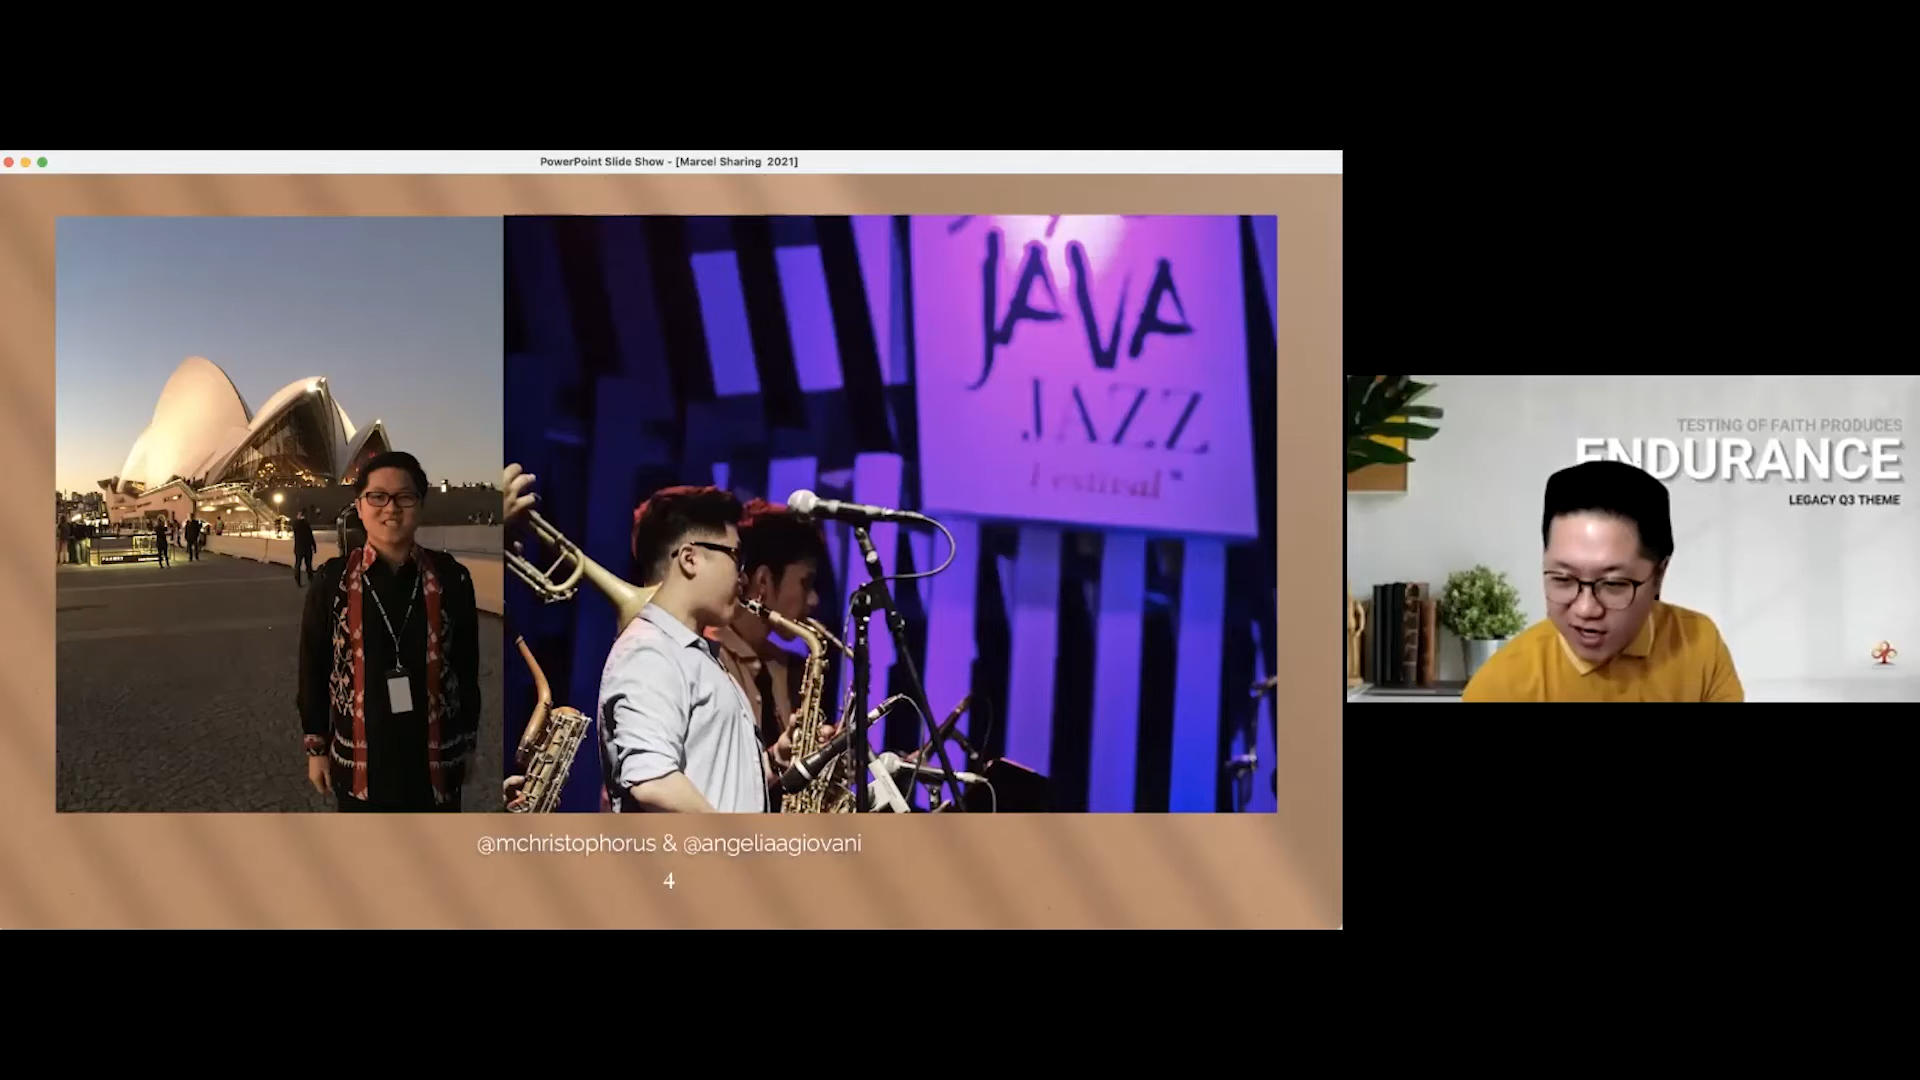 PowerPoint Slide Show - [Marcel Sharing 2021]
JAVA
JAZZ
Festival
@mchristophorus & @angeliaagiovani
4
TESTING OF FAITH PRODUCES
ENDURANCE
LEGACY Q3 THEME